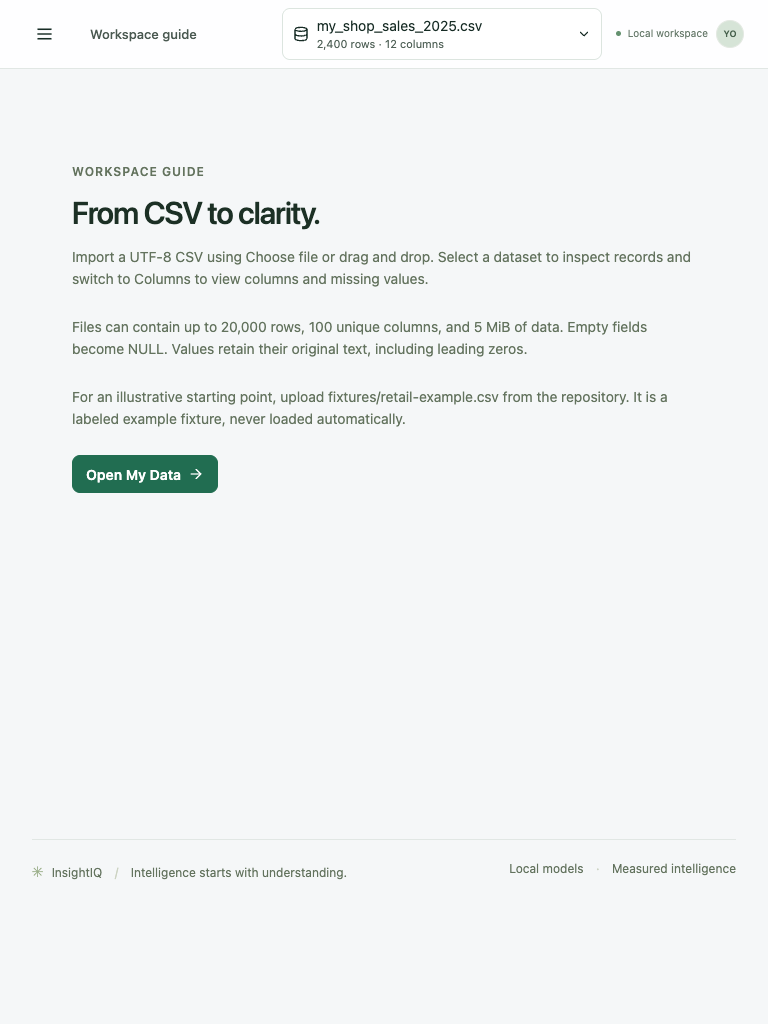 Workspace guide
my_shop_sales_2025.csv
2,400 rows · 12 columns
Local workspace
YO
WORKSPACE GUIDE
From CSV to clarity.
Import a UTF-8 CSV using Choose file or drag and drop. Select a dataset to inspect records and
switch to Columns to view columns and missing values.
Files can contain up to 20,000 rows, 100 unique columns, and 5 MiB of data. Empty fields
become NULL. Values retain their original text, including leading zeros.
For an illustrative starting point, upload fixtures/retail-example.csv from the repository. It is a
labeled example fixture, never loaded automatically.
Open My Data →
InsightIQ / Intelligence starts with understanding.
Local models · Measured intelligence